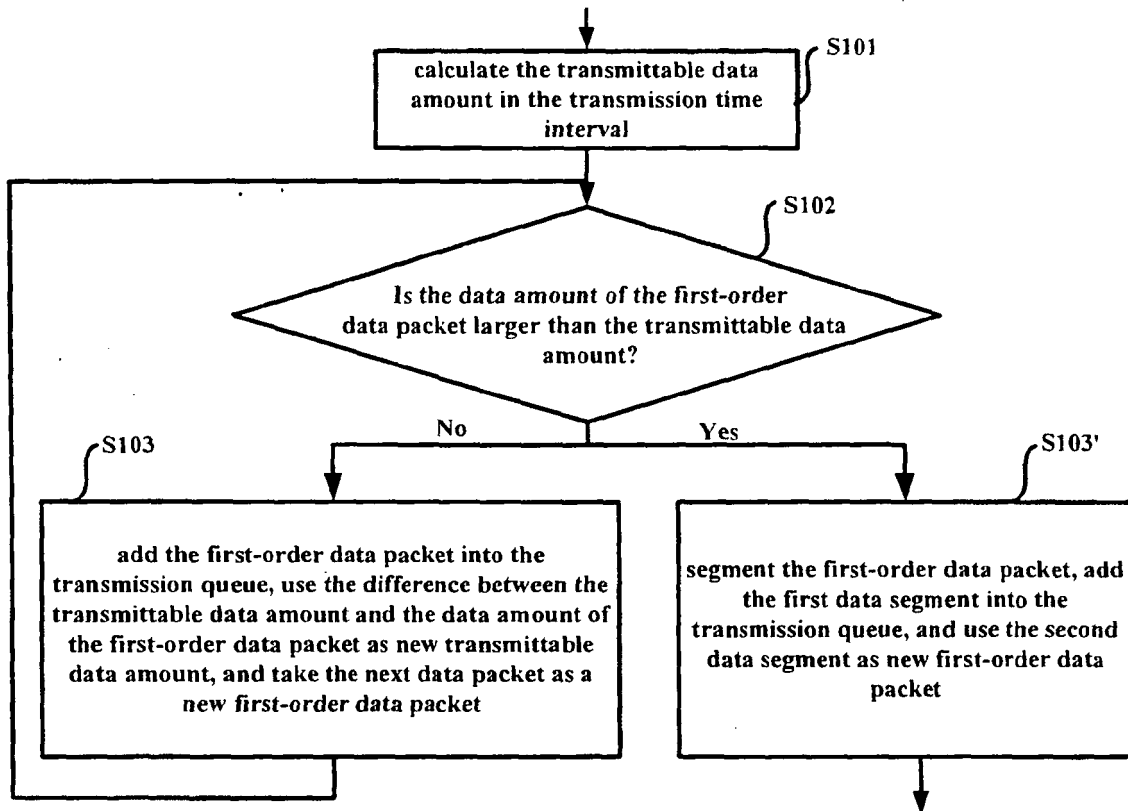 S101
calculate the transmittable data
amount in the transmission time
interval
S102
Is the data amount of the first-order
data packet larger than the transmittable data
amount?
No
Yes
S103
S103'
add the first-order data packet into the
transmission queue, use the difference between the
transmittable data amount and the data amount of
the first-order data packet as new transmittable
data amount, and take the next data packet as a
new first-order data packet
segment the first-order data packet, add
the first data segment into the
transmission queue, and use the second
data segment as new first-order data
packet